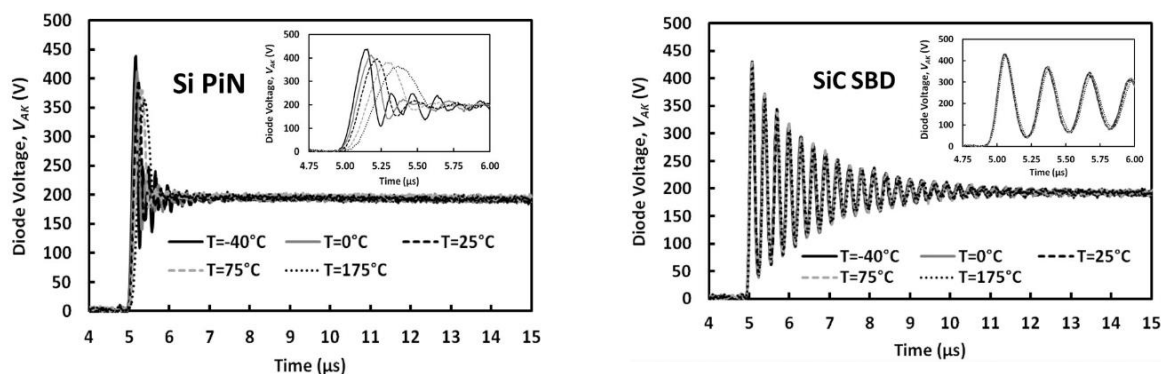 500
450
400
350
300
250
200
150
100
50
0
Diode Voltage, V_AK (V)
Si PiN
500
400
300
200
100
0
Diode Voltage, V_AK (V)
4.75 5.00 5.25 5.50 5.75 6.00
Time (µs)
T=-40°C T=0°C T=25°C
T=75°C T=175°C
4 5 6 7 8 9 10 11 12 13 14 15
Time (µs)
500
450
400
350
300
250
200
150
100
50
0
Diode Voltage, V_AK (V)
SiC SBD
500
400
300
200
100
0
Diode Voltage, V_AK (V)
4.75 5.00 5.25 5.50 5.75 6.00
Time (µs)
T=-40°C T=0°C T=25°C
T=75°C T=175°C
4 5 6 7 8 9 10 11 12 13 14 15
Time (µs)